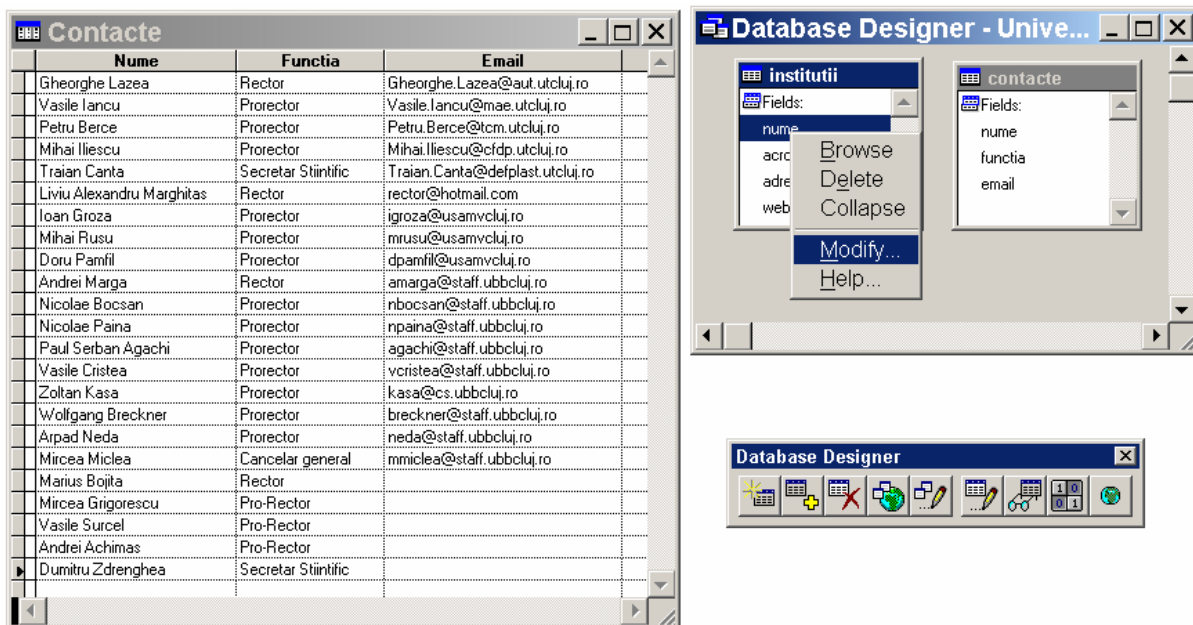 Contacte
Nume Functia Email
Gheorghe Lazea Rector Gheorghe.Lazea@aut.utcluj.ro
Vasile Iancu Prorector Vasile.Iancu@mae.utcluj.ro
Petru Berce Prorector Petru.Berce@tcm.utcluj.ro
Mihai Iliescu Prorector Mihai.Iliescu@cfdp.utcluj.ro
Traian Canta Secretar Stiintific Traian.Canta@defplast.utcluj.ro
Liviu Alexandru Marghitas Rector rector@hotmail.com
Ioan Groza Prorector igroza@usamvcluj.ro
Mihai Rusu Prorector mrusu@usamvcluj.ro
Doru Pamfil Prorector dpamfil@usamvcluj.ro
Andrei Marga Rector amarga@staff.ubbcluj.ro
Nicolae Bocsan Prorector nbocsan@staff.ubbcluj.ro
Nicolae Paina Prorector npaina@staff.ubbcluj.ro
Paul Serban Agachi Prorector agachi@staff.ubbcluj.ro
Vasile Cristea Prorector vcristea@staff.ubbcluj.ro
Zoltan Kasa Prorector kasa@cs.ubbcluj.ro
Wolfgang Breckner Prorector breckner@staff.ubbcluj.ro
Arpad Neda Prorector neda@staff.ubbcluj.ro
Mircea Miclea Cancelar general mmiclea@staff.ubbcluj.ro
Marius Bojita Rector
Mircea Grigorescu Pro-Rector
Vasile Surcel Pro-Rector
Andrei Achimas Pro-Rector
Dumitru Zdrenghea Secretar Stiintific
Database Designer - Unive...
institutii
Fields:
nume
acro
adre
web
Browse
Delete
Collapse
Modify...
Help...
contacte
Fields:
nume
functia
email
Database Designer
1 0
0 1